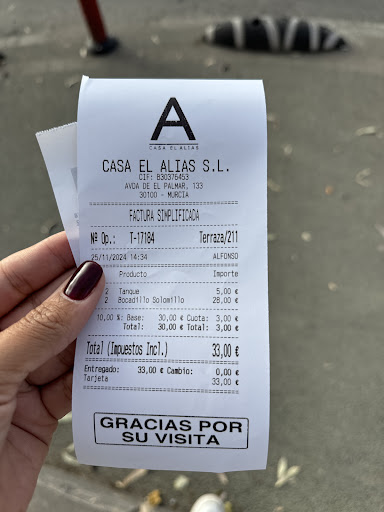 A
CASA EL ALIAS
CASA EL ALIAS S.L.
CIF: B30376453
AVDA DE EL PALMAR, 133
30100 - MURCIA
FACTURA SIMPLIFICADA
Nº Op.: T-17184 Terraza/211
25/11/2024 14:34 ALFONSO
Producto Importe
2 Tanque 5,00 €
2 Bocadillo Solomillo 28,00 €
10,00 %: Base: 30,00 € Cuota: 3,00 €
Total: 30,00 € Total: 3,00 €
Total (Impuestos Incl.) 33,00 €
Entregado: 33,00 € Cambio: 0,00 €
Tarjeta 33,00 €
GRACIAS POR
SU VISITA